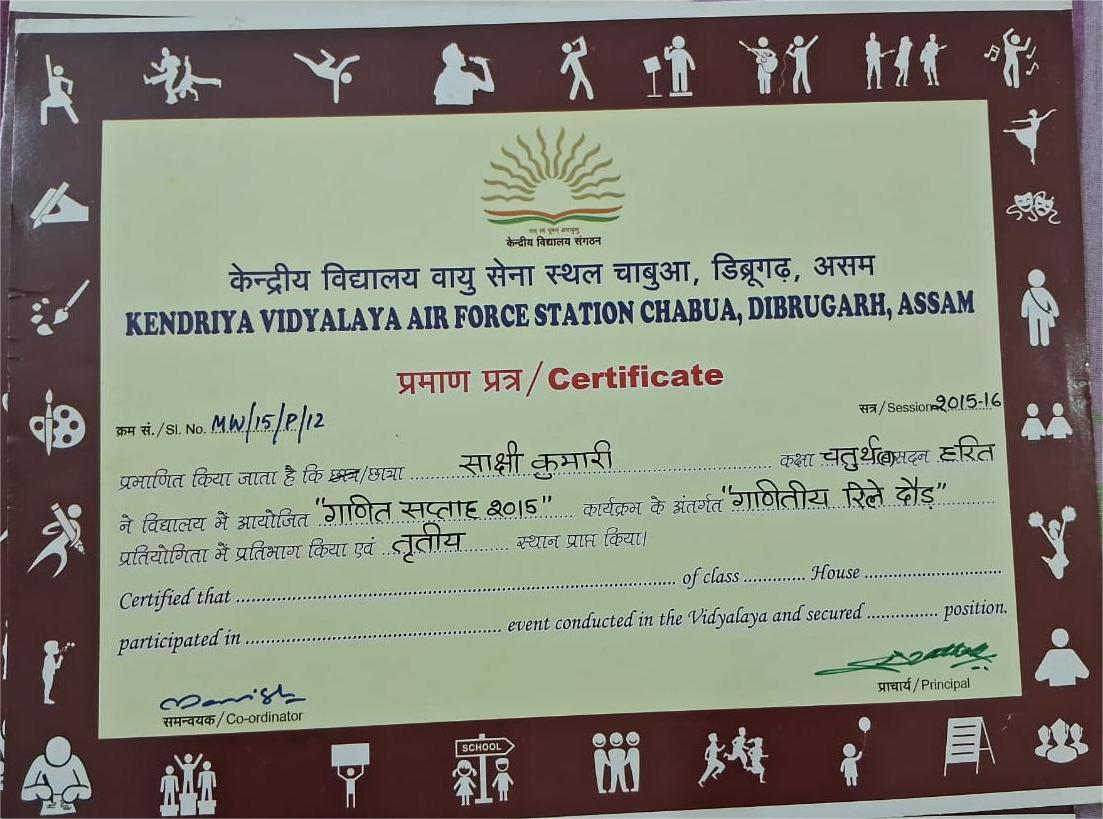 तत् त्वं पूषन् अपावृणु
केन्द्रीय विद्यालय संगठन
केन्द्रीय विद्यालय वायु सेना स्थल चाबुआ, डिब्रूगढ़, असम
KENDRIYA VIDYALAYA AIR FORCE STATION CHABUA, DIBRUGARH, ASSAM
प्रमाण प्रत्र/Certificate
सत्र/Session 2015-16
क्रम सं./Sl. No. MW/15/P/12
प्रमाणित किया जाता है कि छात्र/छात्रा साक्षी कुमारी कक्षा चतुर्थ(ब) सदन हरित
ने विद्यालय में आयोजित "गणित सप्ताह 2015" कार्यक्रम के अंतर्गत "गणितीय रिले दौड़"
प्रतियोगिता में प्रतिभाग किया एवं तृतीय स्थान प्राप्त किया।
Certified that .......... of class .......... House ..........
participated in .......... event conducted in the Vidyalaya and secured .......... position.
Manish
समन्वयक/Co-ordinator
प्राचार्य/Principal
SCHOOL